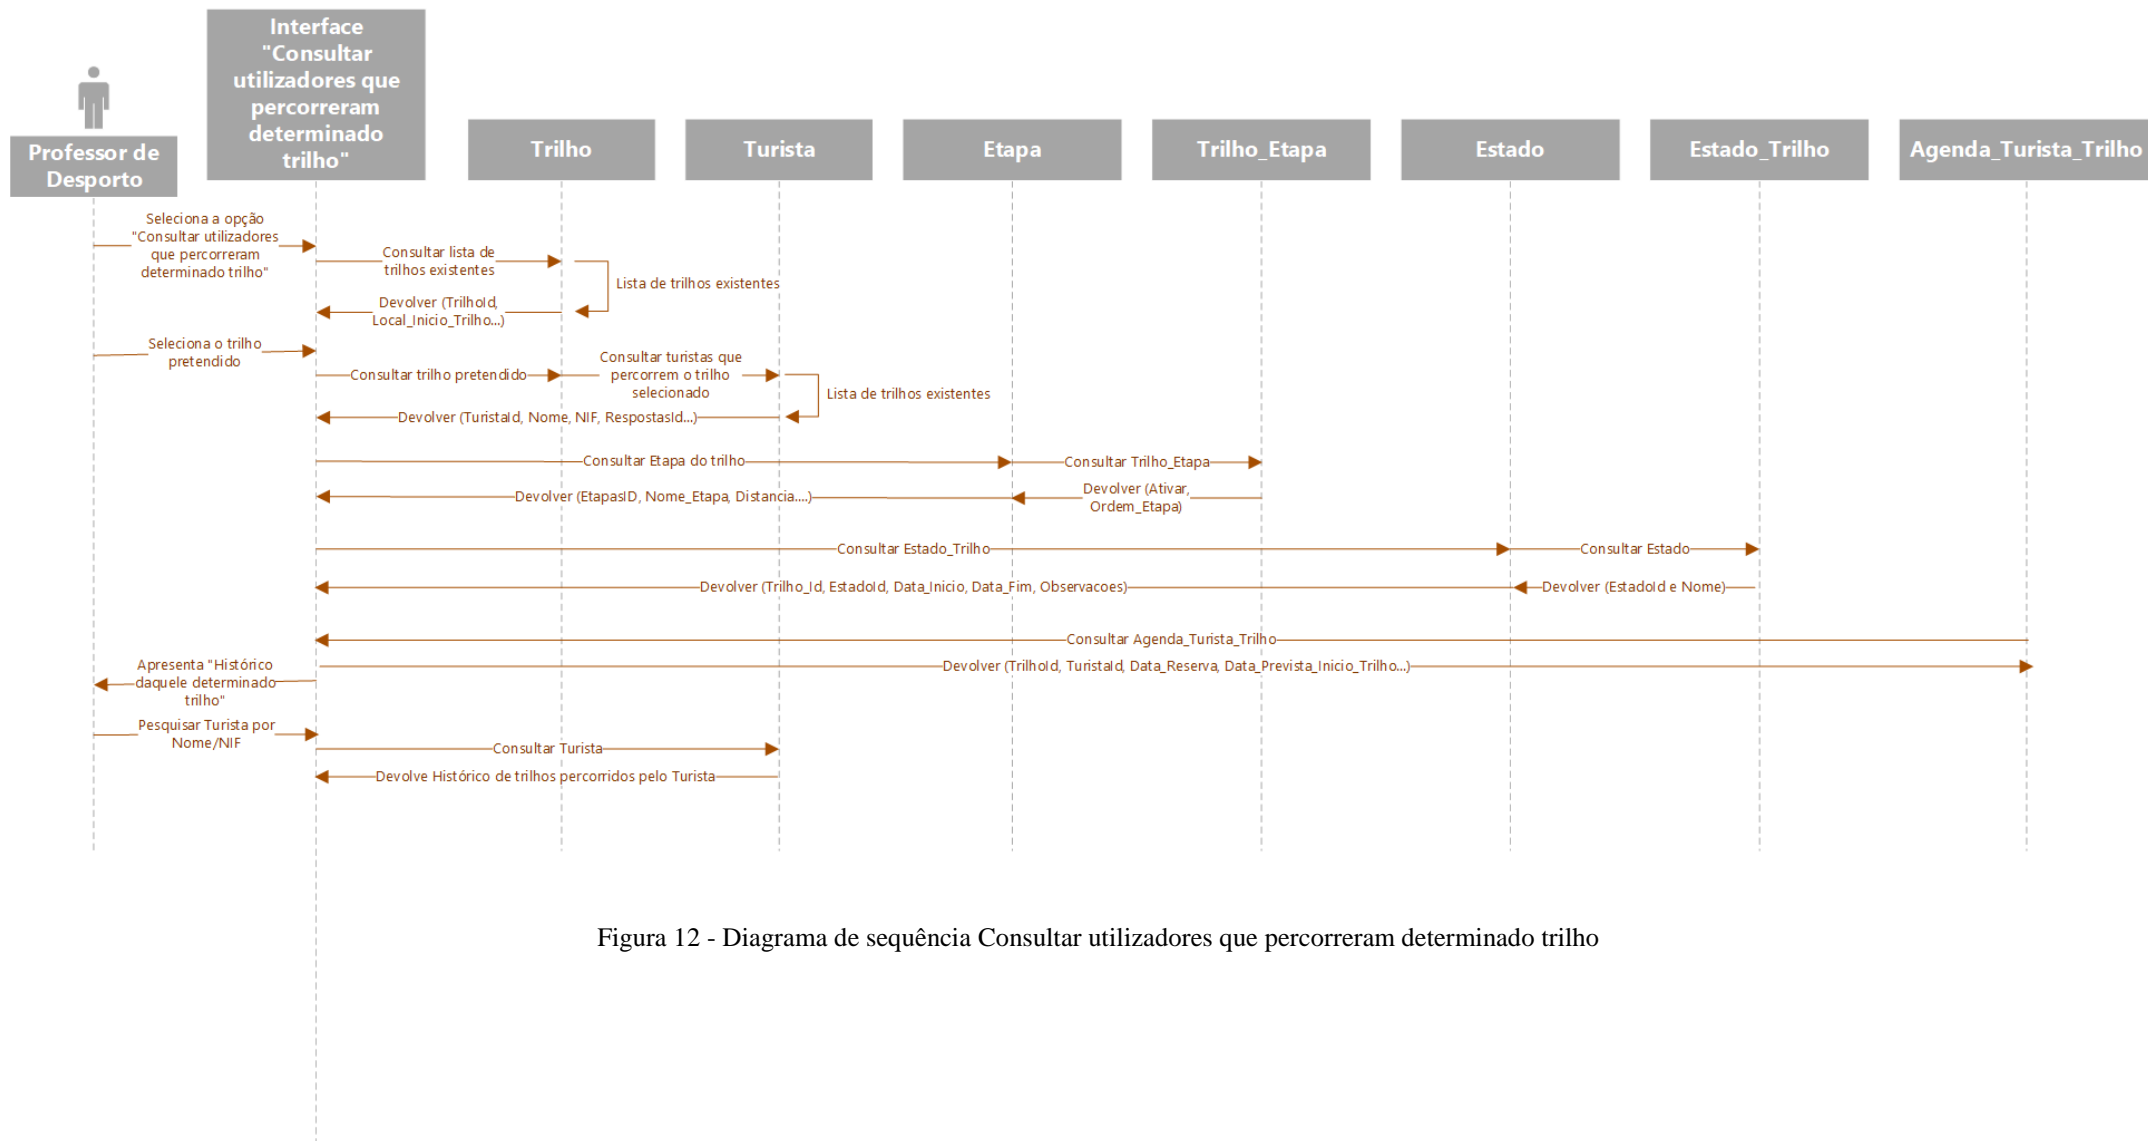 Interface
"Consultar
utilizadores que
percorreram
determinado
trilho"
Professor de
Desporto
Trilho
Turista
Etapa
Trilho_Etapa
Estado
Estado_Trilho
Agenda_Turista_Trilho
Seleciona a opção
"Consultar utilizadores
que percorreram
determinado trilho"
Consultar lista de
trilhos existentes
Lista de trilhos existentes
Devolver (TrilhoId,
Local_Inicio_Trilho...)
Seleciona o trilho
pretendido
Consultar trilho pretendido
Consultar turistas que
percorrem o trilho
selecionado
Lista de trilhos existentes
Devolver (TuristaId, Nome, NIF, RespostasId...)
Consultar Etapa do trilho
Consultar Trilho_Etapa
Devolver (EtapasID, Nome_Etapa, Distancia....)
Devolver (Ativar,
Ordem_Etapa)
Consultar Estado_Trilho
Consultar Estado
Devolver (Trilho_Id, EstadoId, Data_Inicio, Data_Fim, Observacoes)
Devolver (EstadoId e Nome)
Consultar Agenda_Turista_Trilho
Apresenta "Histórico
daquele determinado
trilho"
Devolver (TrilhoId, TuristaId, Data_Reserva, Data_Prevista_Inicio_Trilho...)
Pesquisar Turista por
Nome/NIF
Consultar Turista
Devolve Histórico de trilhos percorridos pelo Turista
Figura 12 - Diagrama de sequência Consultar utilizadores que percorreram determinado trilho